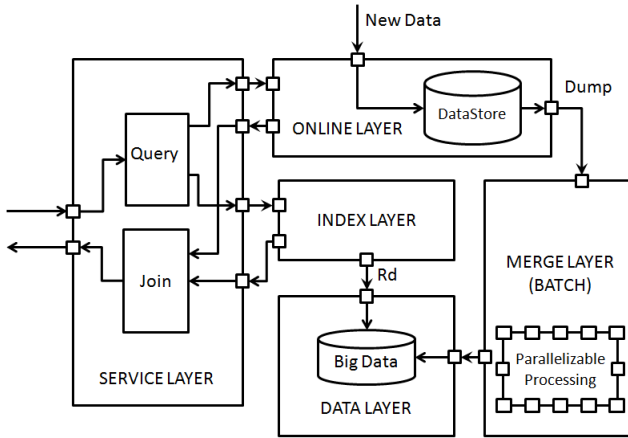 New Data
Dump
DataStore
ONLINE LAYER
Query
INDEX LAYER
MERGE LAYER
(BATCH)
Join
Rd
Big Data
Parallelizable
Processing
SERVICE LAYER
DATA LAYER